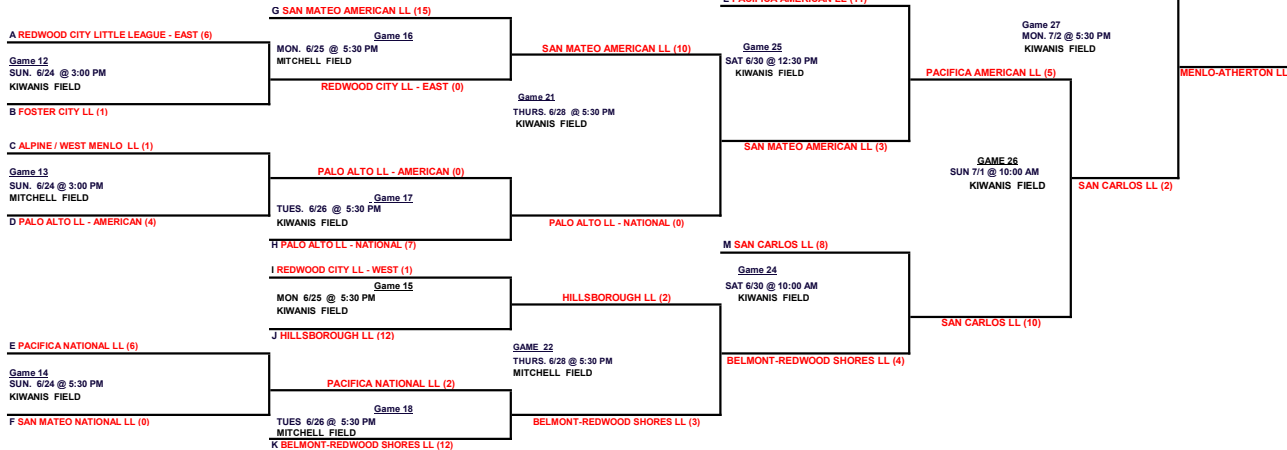 PACIFICA AMERICAN LL
G SAN MATEO AMERICAN LL (15)
A REDWOOD CITY LITTLE LEAGUE - EAST (6)
Game 16
MON. 6/25 @ 5:30 PM
MITCHELL FIELD
Game 12
SUN. 6/24 @ 3:00 PM
KIWANIS FIELD
REDWOOD CITY LL - EAST (0)
B FOSTER CITY LL (1)
SAN MATEO AMERICAN LL (10)
Game 21
THURS. 6/28 @ 5:30 PM
KIWANIS FIELD
Game 25
SAT 6/30 @ 12:30 PM
KIWANIS FIELD
Game 27
MON. 7/2 @ 5:30 PM
KIWANIS FIELD
PACIFICA AMERICAN LL (5)
MENLO-ATHERTON LL
C ALPINE / WEST MENLO LL (1)
Game 13
SUN. 6/24 @ 3:00 PM
MITCHELL FIELD
D PALO ALTO LL - AMERICAN (4)
PALO ALTO LL - AMERICAN (0)
Game 17
TUES. 6/26 @ 5:30 PM
KIWANIS FIELD
H PALO ALTO LL - NATIONAL (7)
PALO ALTO LL - NATIONAL (0)
SAN MATEO AMERICAN LL (3)
GAME 26
SUN 7/1 @ 10:00 AM
KIWANIS FIELD
SAN CARLOS LL (2)
M SAN CARLOS LL (8)
Game 24
SAT 6/30 @ 10:00 AM
KIWANIS FIELD
I REDWOOD CITY LL - WEST (1)
Game 15
MON 6/25 @ 5:30 PM
KIWANIS FIELD
J HILLSBOROUGH LL (12)
HILLSBOROUGH LL (2)
SAN CARLOS LL (10)
E PACIFICA NATIONAL LL (6)
Game 14
SUN. 6/24 @ 5:30 PM
KIWANIS FIELD
F SAN MATEO NATIONAL LL (0)
GAME 22
THURS. 6/28 @ 5:30 PM
MITCHELL FIELD
BELMONT-REDWOOD SHORES LL (4)
PACIFICA NATIONAL LL (2)
Game 18
TUES 6/26 @ 5:30 PM
MITCHELL FIELD
K BELMONT-REDWOOD SHORES LL (12)
BELMONT-REDWOOD SHORES LL (3)